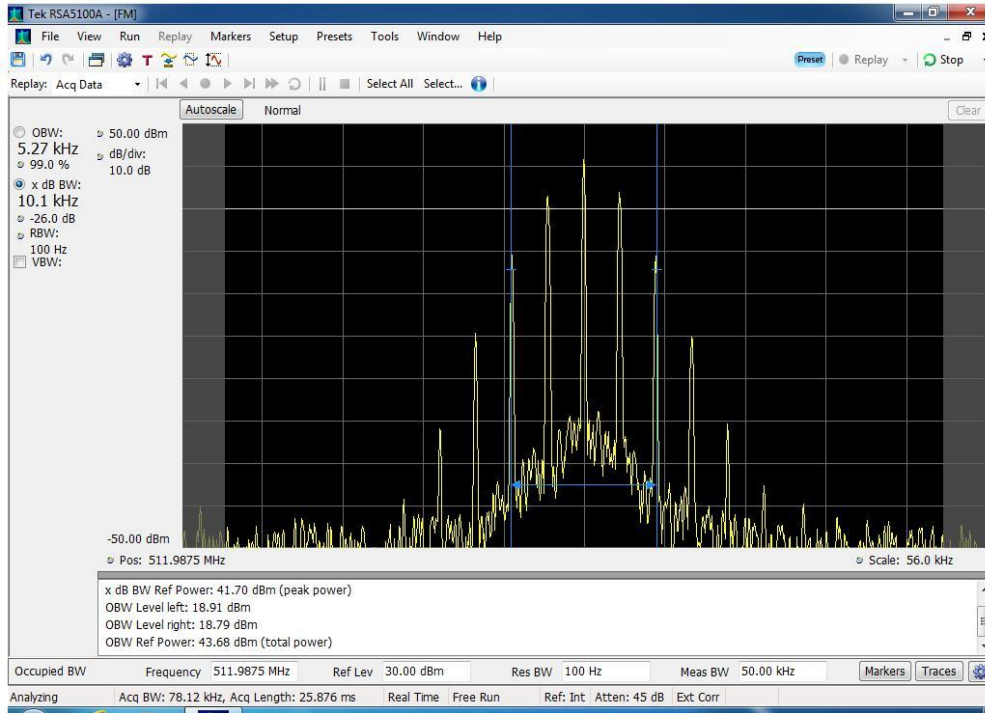 Tek RSA5100A - [FM]
File View Run Replay Markers Setup Presets Tools Window Help
T
Preset Replay Stop
Replay: Acq Data Select All Select...
Autoscale Normal Clear
OBW:
5.27 kHz
99.0 %
x dB BW:
10.1 kHz
-26.0 dB
RBW:
100 Hz
VBW:
50.00 dBm
dB/div:
10.0 dB
-50.00 dBm
Pos: 511.9875 MHz Scale: 56.0 kHz
x dB BW Ref Power: 41.70 dBm (peak power)
OBW Level left: 18.91 dBm
OBW Level right: 18.79 dBm
OBW Ref Power: 43.68 dBm (total power)
Occupied BW Frequency 511.9875 MHz Ref Lev 30.00 dBm Res BW 100 Hz Meas BW 50.00 kHz Markers Traces
Analyzing Acq BW: 78.12 kHz, Acq Length: 25.876 ms Real Time Free Run Ref: Int Atten: 45 dB Ext Corr